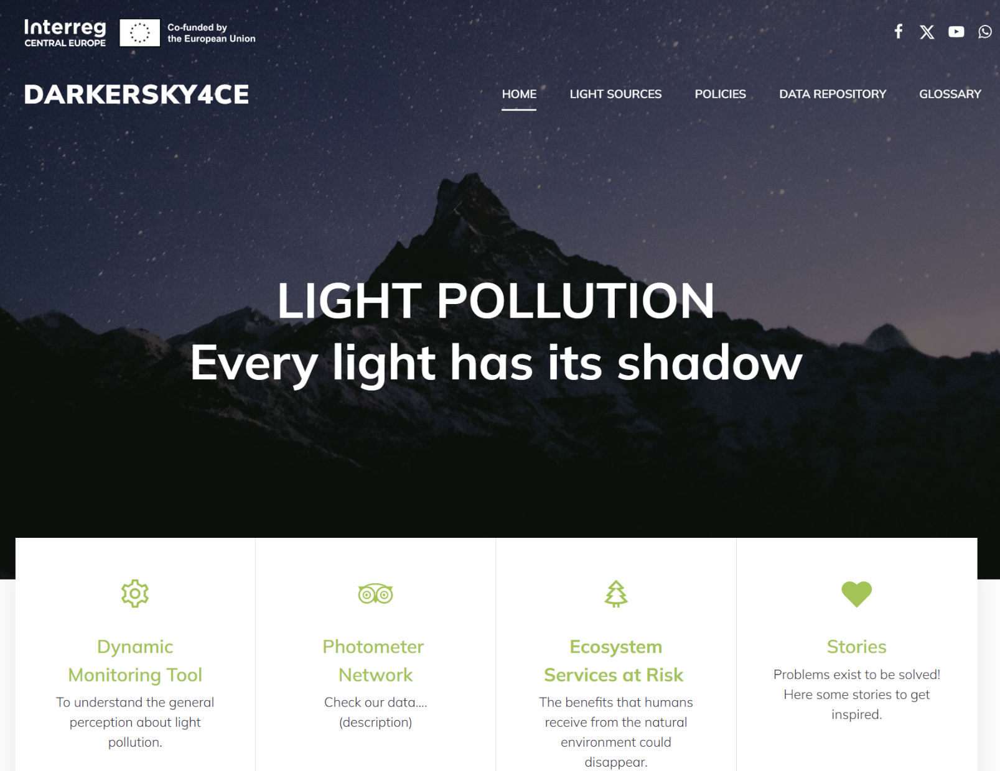 Interreg
CENTRAL EUROPE
Co-funded by
the European Union
DARKERSKY4CE
HOME
LIGHT SOURCES
POLICIES
DATA REPOSITORY
GLOSSARY
LIGHT POLLUTION
Every light has its shadow
Dynamic
Monitoring Tool
To understand the general
perception about light
pollution.
Photometer
Network
Check our data....
(description)
Ecosystem
Services at Risk
The benefits that humans
receive from the natural
environment could
disappear.
Stories
Problems exist to be solved!
Here some stories to get
inspired.